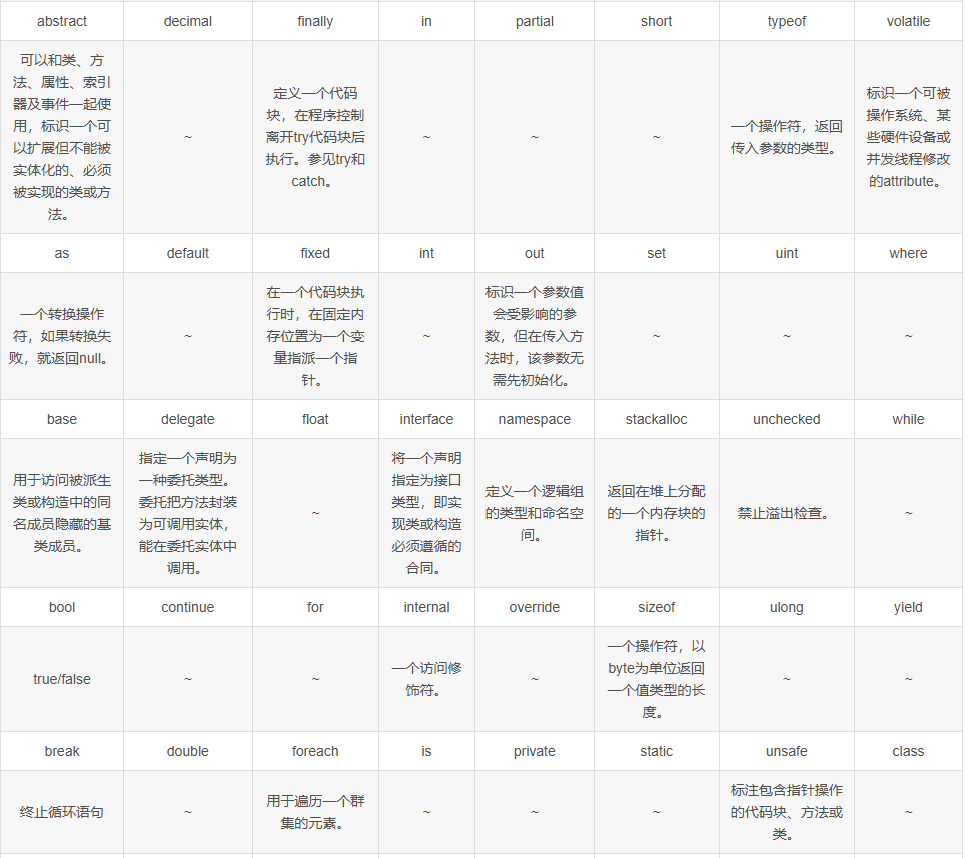 abstract decimal finally in partial short typeof volatile
可以和类、方
法、属性、索引
器及事件一起使
用，标识一个可
以扩展但不能被
实体化的、必须
被实现的类或方
法。
~
定义一个代码
块，在程序控制
离开try代码块后
执行。参见try和
catch。
~
~
~
一个操作符，返回
传入参数的类型。
标识一个可被
操作系统、某
些硬件设备或
并发线程修改
的attribute。
as default fixed int out set uint where
一个转换操作
符，如果转换失
败，就返回null。
~
在一个代码块执
行时，在固定内
存位置为一个变
量指派一个指
针。
~
标识一个参数值
会受影响的参
数，但在传入方
法时，该参数无
需先初始化。
~
~
~
base delegate float interface namespace stackalloc unchecked while
用于访问被派生
类或构造中的同
名成员隐藏的基
类成员。
指定一个声明为
一种委托类型。
委托把方法封装
为可调用实体，
能在委托实体中
调用。
~
将一个声明
指定为接口
类型，即实
现类或构造
必须遵循的
合同。
定义一个逻辑组
的类型和命名空
间。
返回在堆上分配
的一个内存块的
指针。
禁止溢出检查。
~
bool continue for internal override sizeof ulong yield
true/false
~
~
一个访问修
饰符。
~
一个操作符，以
byte为单位返回
一个值类型的长
度。
~
~
break double foreach is private static unsafe class
终止循环语句
~
用于遍历一个群
集的元素。
~
~
~
标注包含指针操作
的代码块、方法或
类。
~